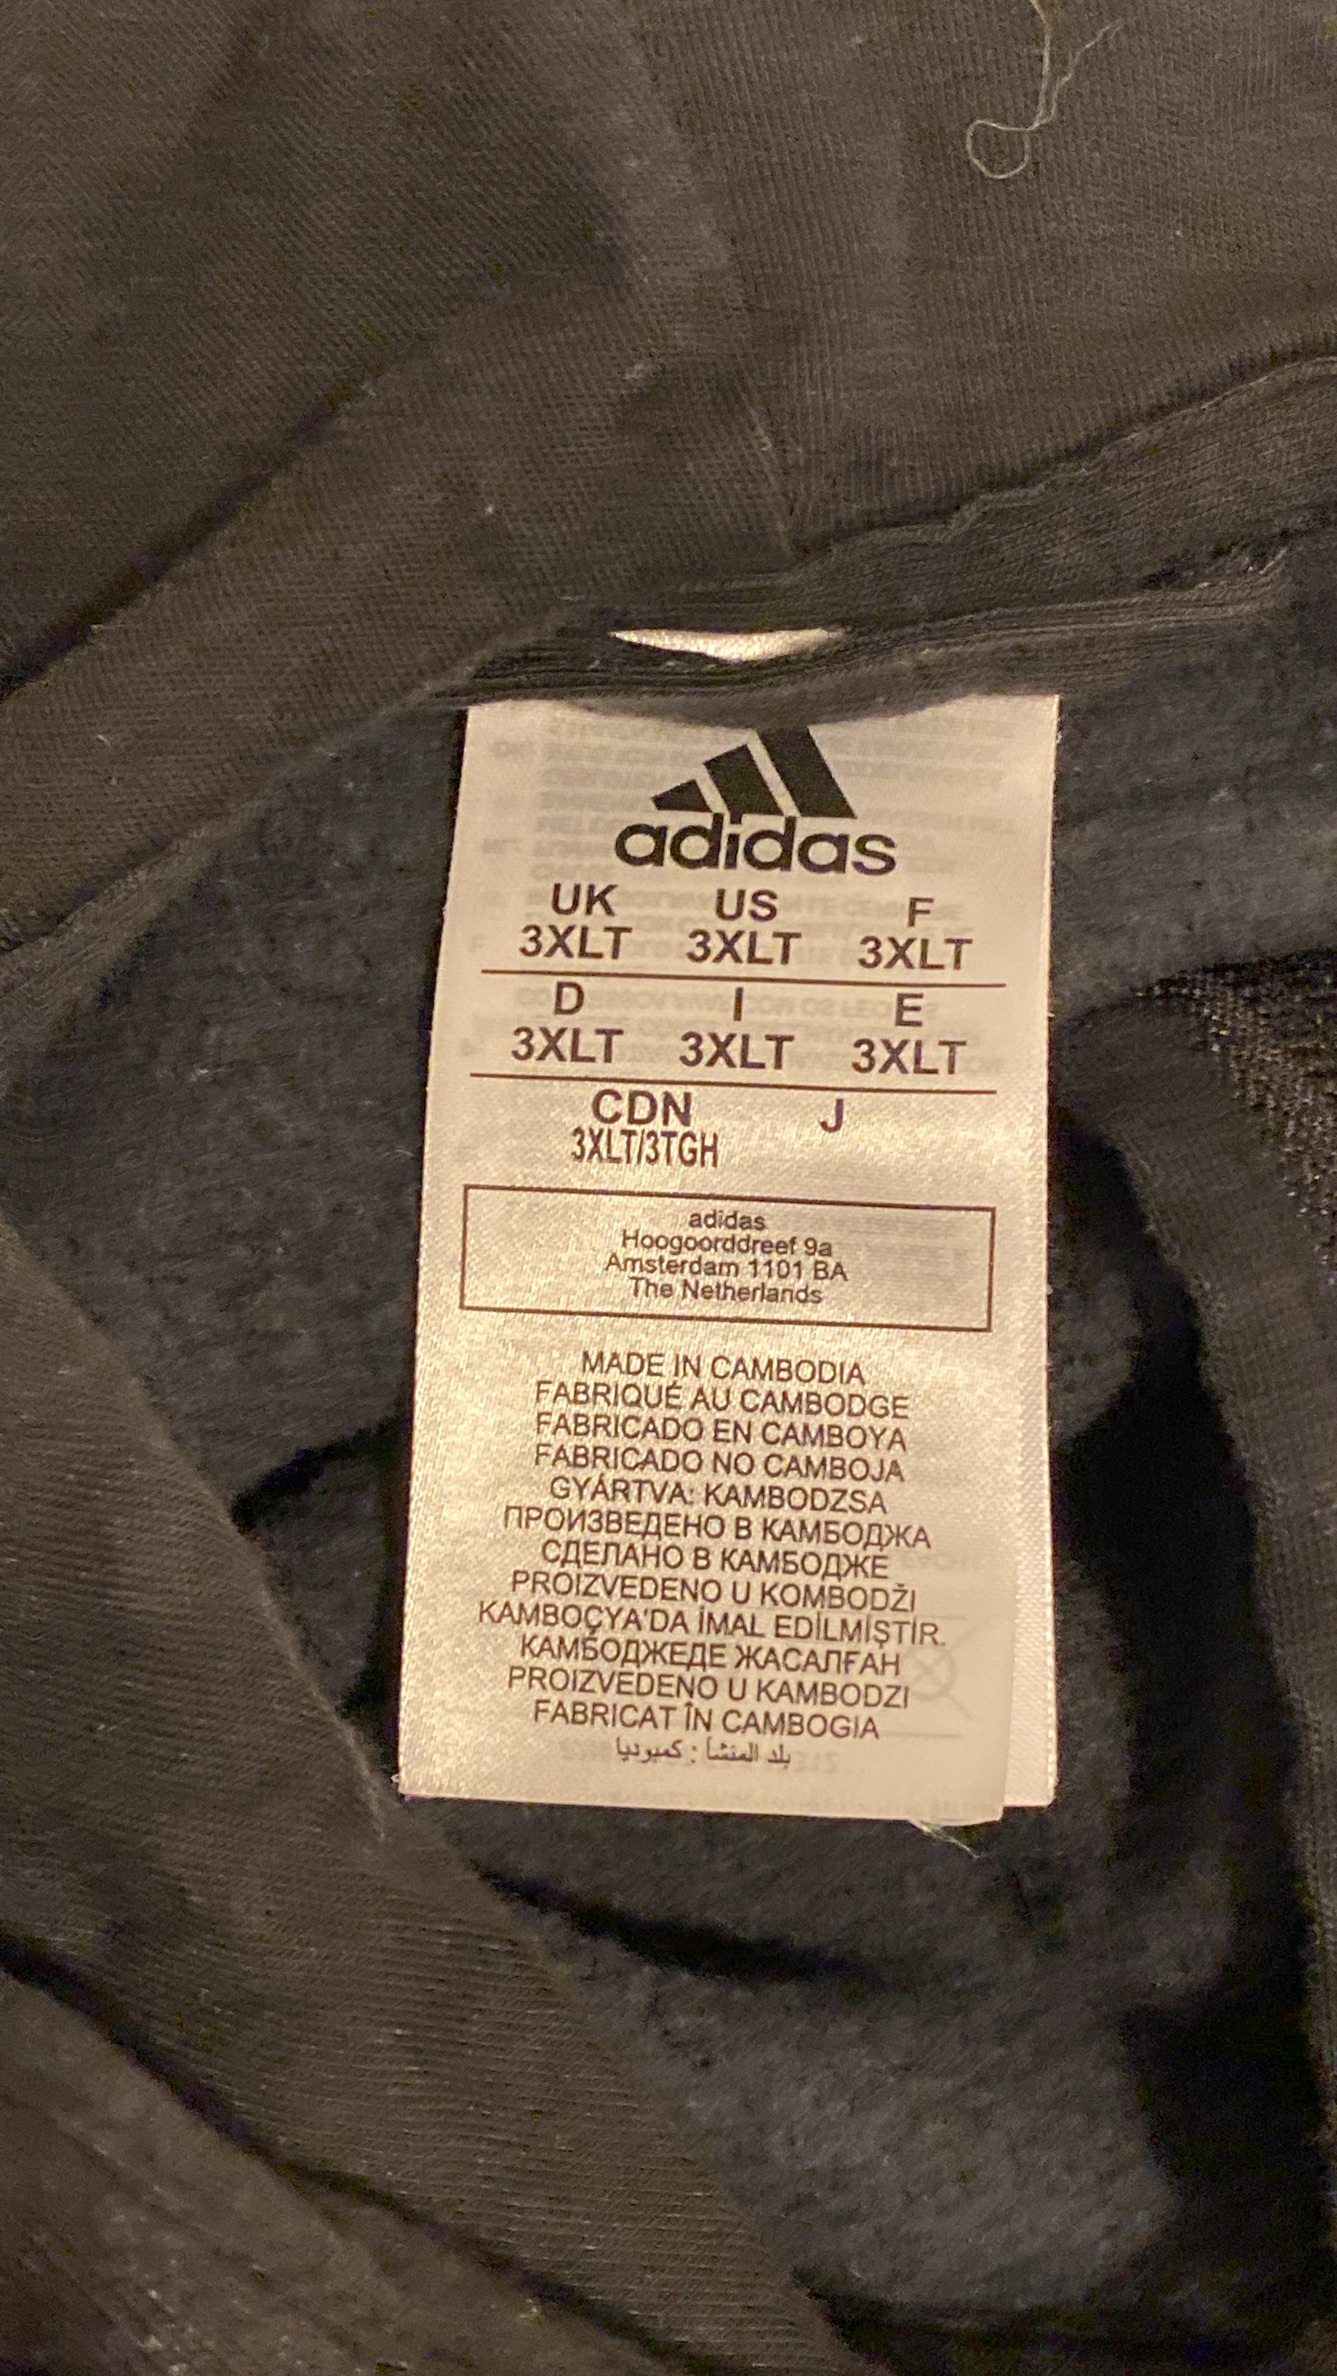 adidas
UK US F
3XLT 3XLT 3XLT
D I E
3XLT 3XLT 3XLT
CDN J
3XLT/3TGH
adidas
Hoogoorddreef 9a
Amsterdam 1101 BA
The Netherlands
MADE IN CAMBODIA
FABRIQUÉ AU CAMBODGE
FABRICADO EN CAMBOYA
FABRICADO NO CAMBOJA
GYÁRTVA: KAMBODZSA
ПРОИЗВЕДЕНО В КАМБОДЖА
СДЕЛАНО В КАМБОДЖЕ
PROIZVEDENO U KOMBODŽI
KAMBOÇYA'DA İMAL EDİLMİŞTİR.
КАМБОДЖЕДЕ ЖАСАЛҒАН
PROIZVEDENO U KAMBODZI
FABRICAT ÎN CAMBOGIA
بلد المنشأ : كمبوديا